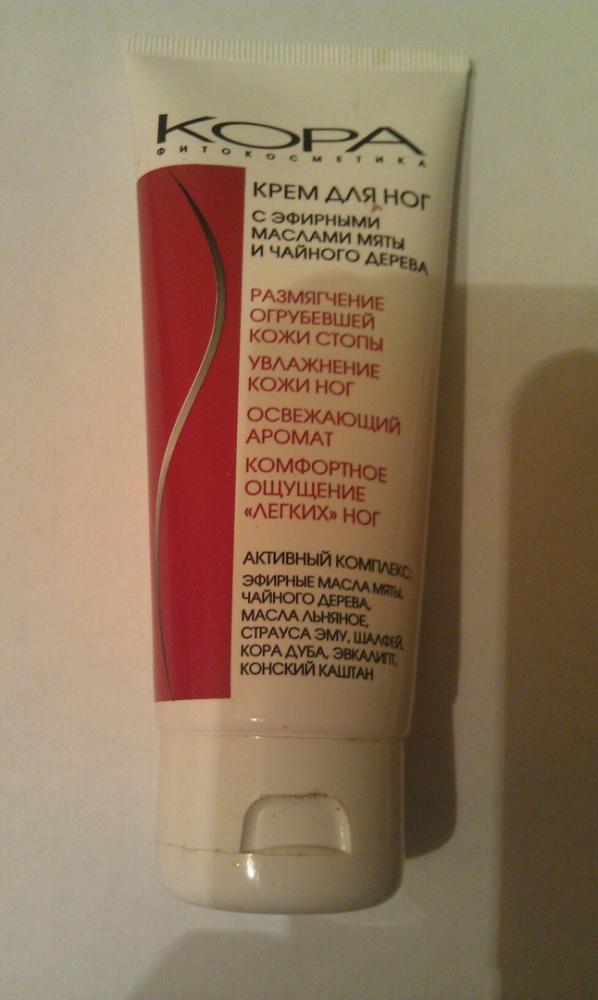 КОРА
ФИТОКОСМЕТИКА
КРЕМ ДЛЯ НОГ
С ЭФИРНЫМИ
МАСЛАМИ МЯТЫ
И ЧАЙНОГО ДЕРЕВА
РАЗМЯГЧЕНИЕ
ОГРУБЕВШЕЙ
КОЖИ СТОПЫ
УВЛАЖНЕНИЕ
КОЖИ НОГ
ОСВЕЖАЮЩИЙ
АРОМАТ
КОМФОРТНОЕ
ОЩУЩЕНИЕ
«ЛЕГКИХ» НОГ
АКТИВНЫЙ КОМПЛЕКС:
ЭФИРНЫЕ МАСЛА МЯТЫ,
ЧАЙНОГО ДЕРЕВА,
МАСЛА ЛЬНЯНОЕ,
СТРАУСА ЭМУ, ШАЛФЕЙ,
КОРА ДУБА, ЭВКАЛИПТ,
КОНСКИЙ КАШТАН